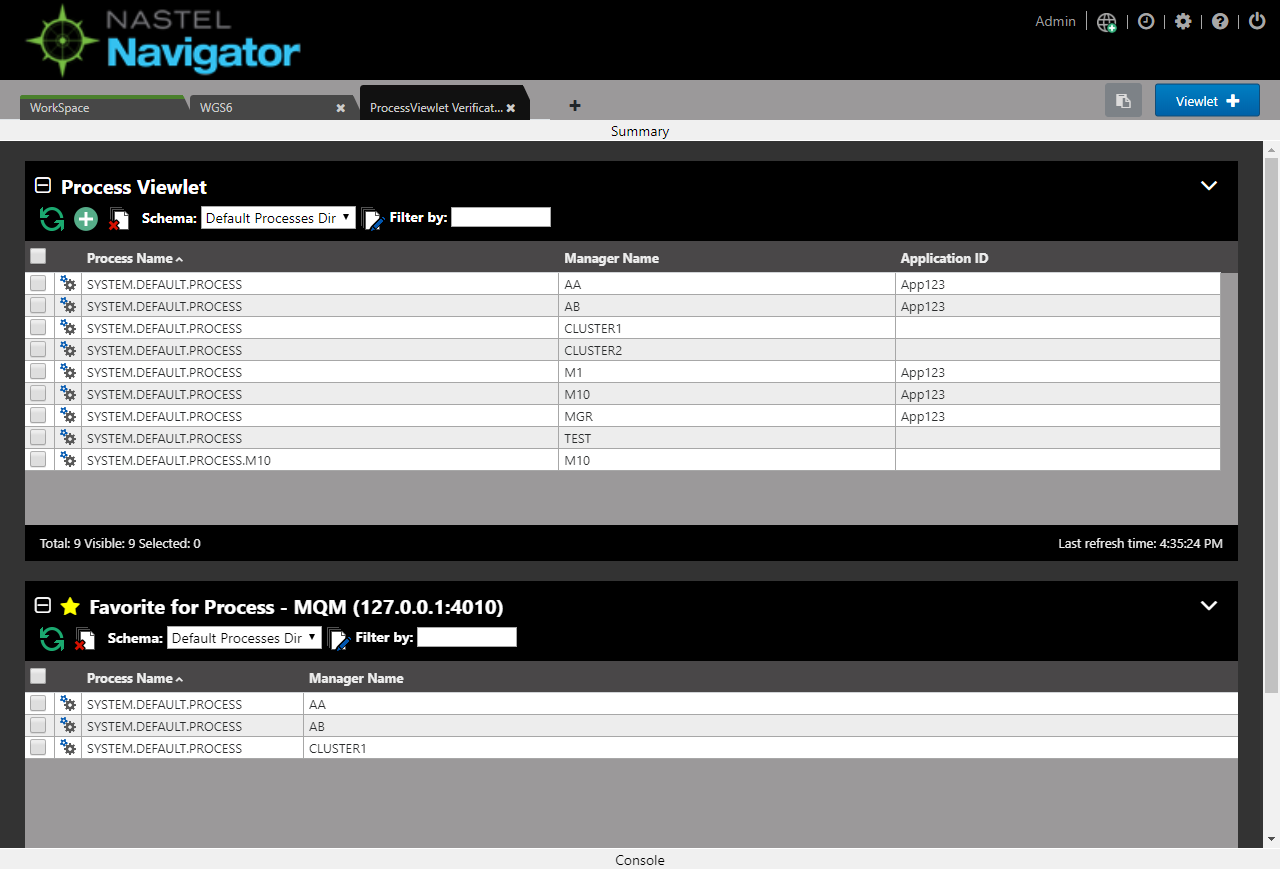 NASTEL
Navigator
Admin
WorkSpace WGS6 ProcessViewlet Verificat...
Viewlet
Summary
Process Viewlet
Schema: Default Processes Dir Filter by:
Process Name Manager Name Application ID
SYSTEM.DEFAULT.PROCESS AA App123
SYSTEM.DEFAULT.PROCESS AB App123
SYSTEM.DEFAULT.PROCESS CLUSTER1
SYSTEM.DEFAULT.PROCESS CLUSTER2
SYSTEM.DEFAULT.PROCESS M1 App123
SYSTEM.DEFAULT.PROCESS M10 App123
SYSTEM.DEFAULT.PROCESS MGR App123
SYSTEM.DEFAULT.PROCESS TEST
SYSTEM.DEFAULT.PROCESS.M10 M10
Total: 9 Visible: 9 Selected: 0 Last refresh time: 4:35:24 PM
Favorite for Process - MQM (127.0.0.1:4010)
Schema: Default Processes Dir Filter by:
Process Name Manager Name
SYSTEM.DEFAULT.PROCESS AA
SYSTEM.DEFAULT.PROCESS AB
SYSTEM.DEFAULT.PROCESS CLUSTER1
Console